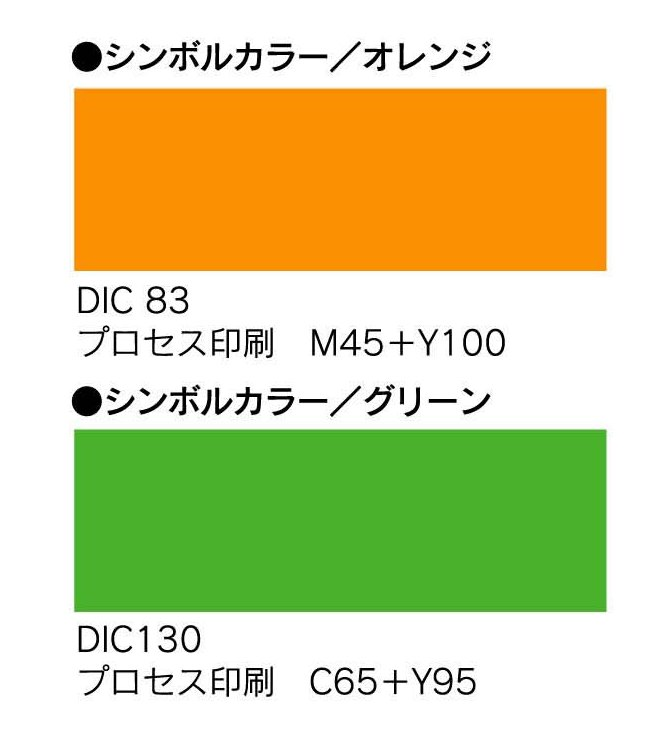 ●シンボルカラー／オレンジ
DIC 83
プロセス印刷　M45＋Y100
●シンボルカラー／グリーン
DIC130
プロセス印刷　C65＋Y95